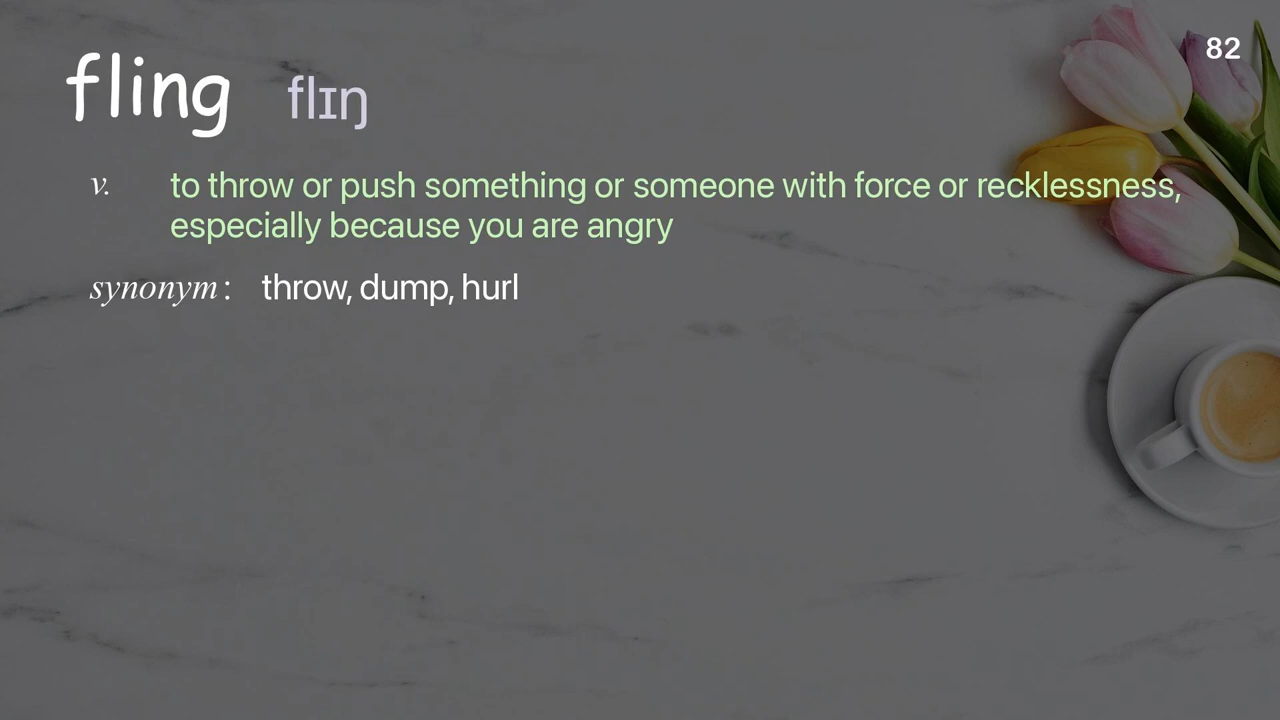 82
fling flɪŋ
v. to throw or push something or someone with force or recklessness,
especially because you are angry
synonym: throw, dump, hurl